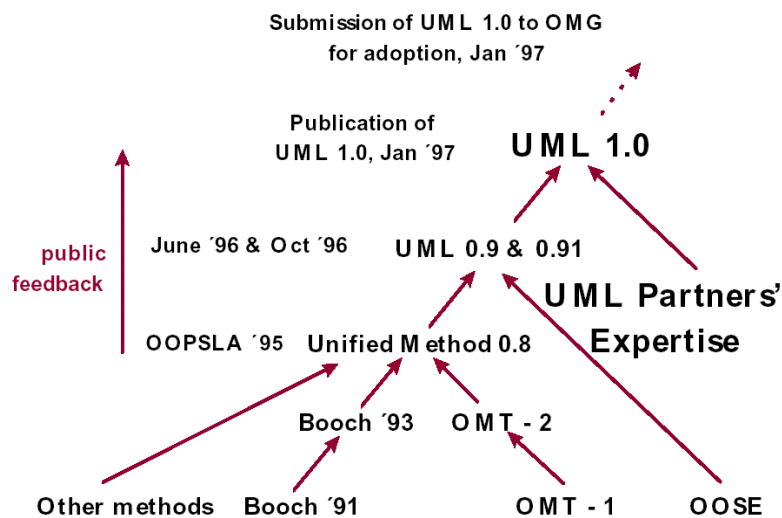 Submission of UML 1.0 to OMG
for adoption, Jan ´97
Publication of
UML 1.0, Jan ´97
UML 1.0
public
feedback
June ´96 & Oct ´96
UML 0.9 & 0.91
UML Partners’
Expertise
OOPSLA ´95
Unified Method 0.8
Booch ´93
OMT - 2
Other methods
Booch ´91
OMT - 1
OOSE